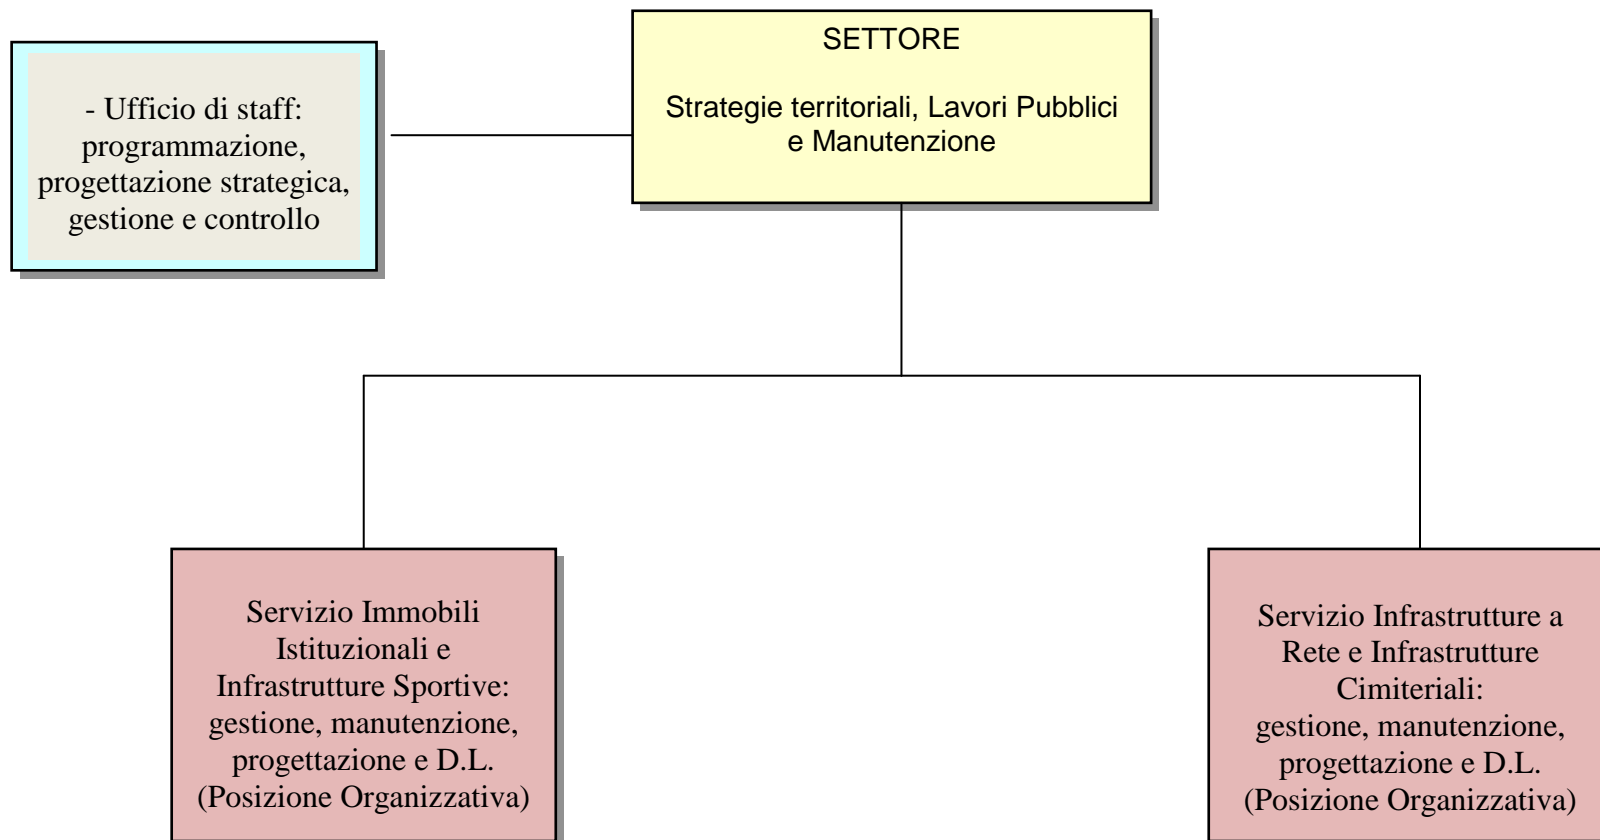 SETTORE
Strategie territoriali, Lavori Pubblici
e Manutenzione
- Ufficio di staff:
programmazione,
progettazione strategica,
gestione e controllo
Servizio Immobili
Istituzionali e
Infrastrutture Sportive:
gestione, manutenzione,
progettazione e D.L.
(Posizione Organizzativa)
Servizio Infrastrutture a
Rete e Infrastrutture
Cimiteriali:
gestione, manutenzione,
progettazione e D.L.
(Posizione Organizzativa)